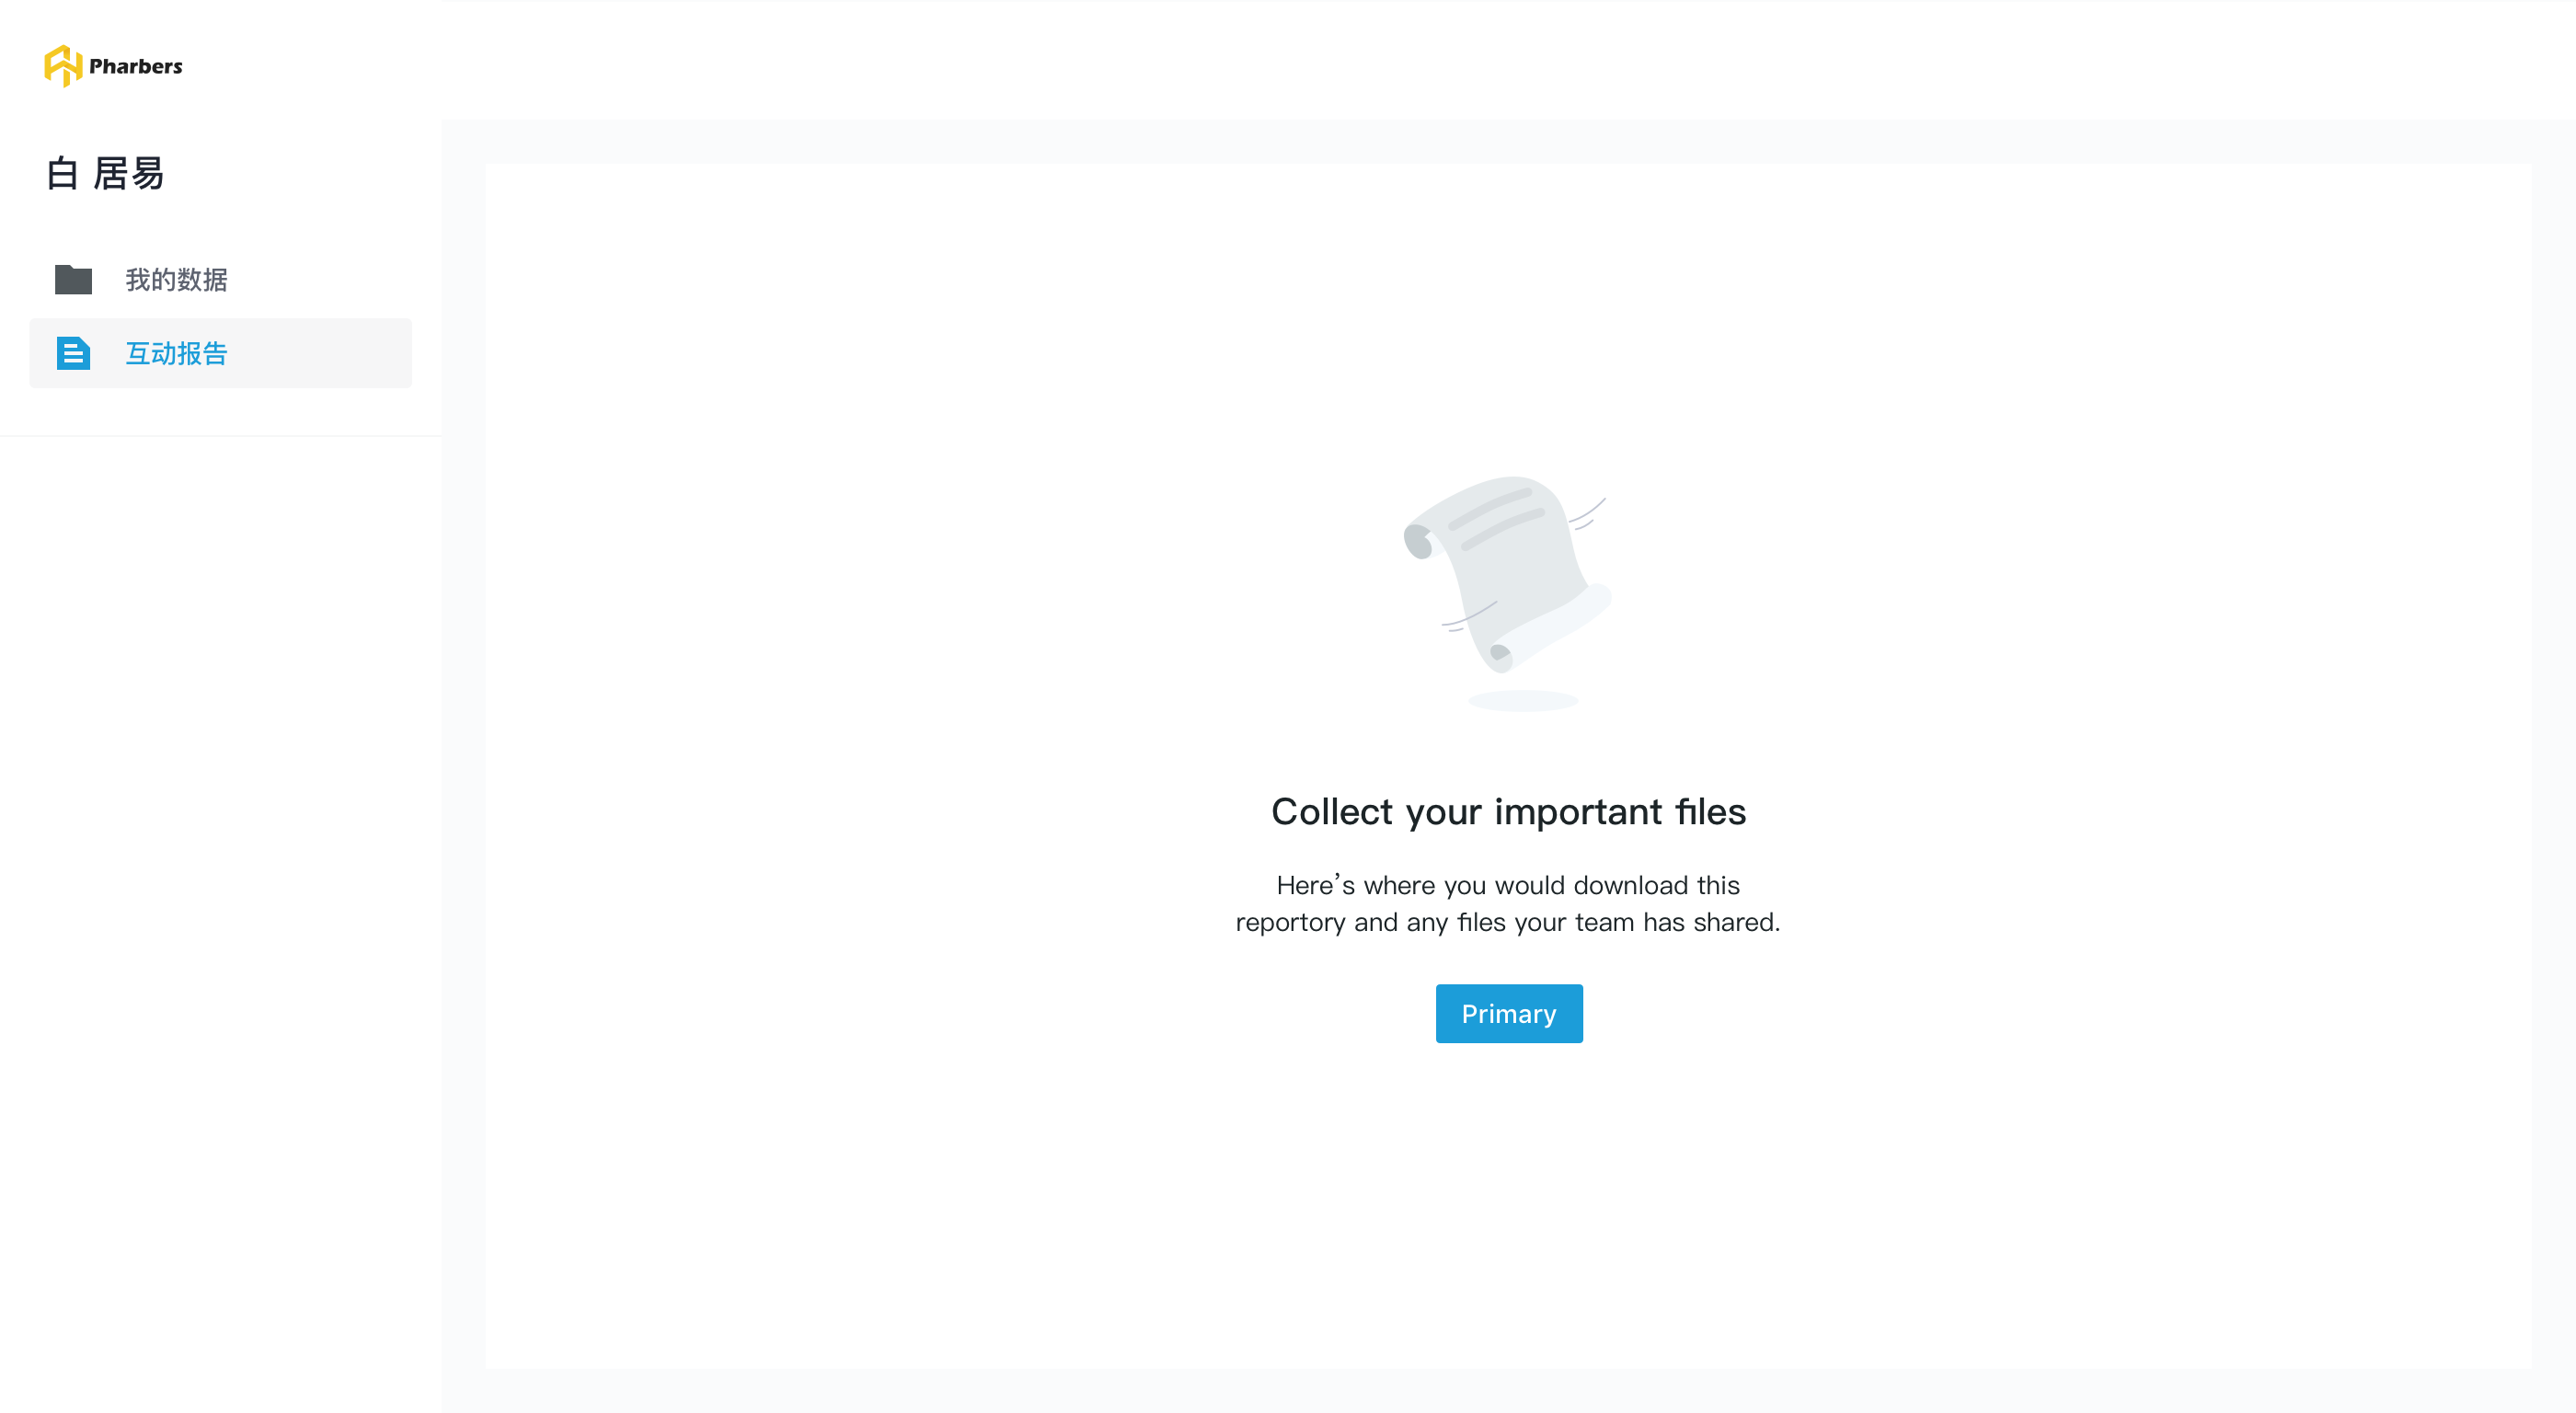 Pharbers
白 居易
我的数据
互动报告
Collect your important files
Here’s where you would download this
reportory and any files your team has shared.
Primary